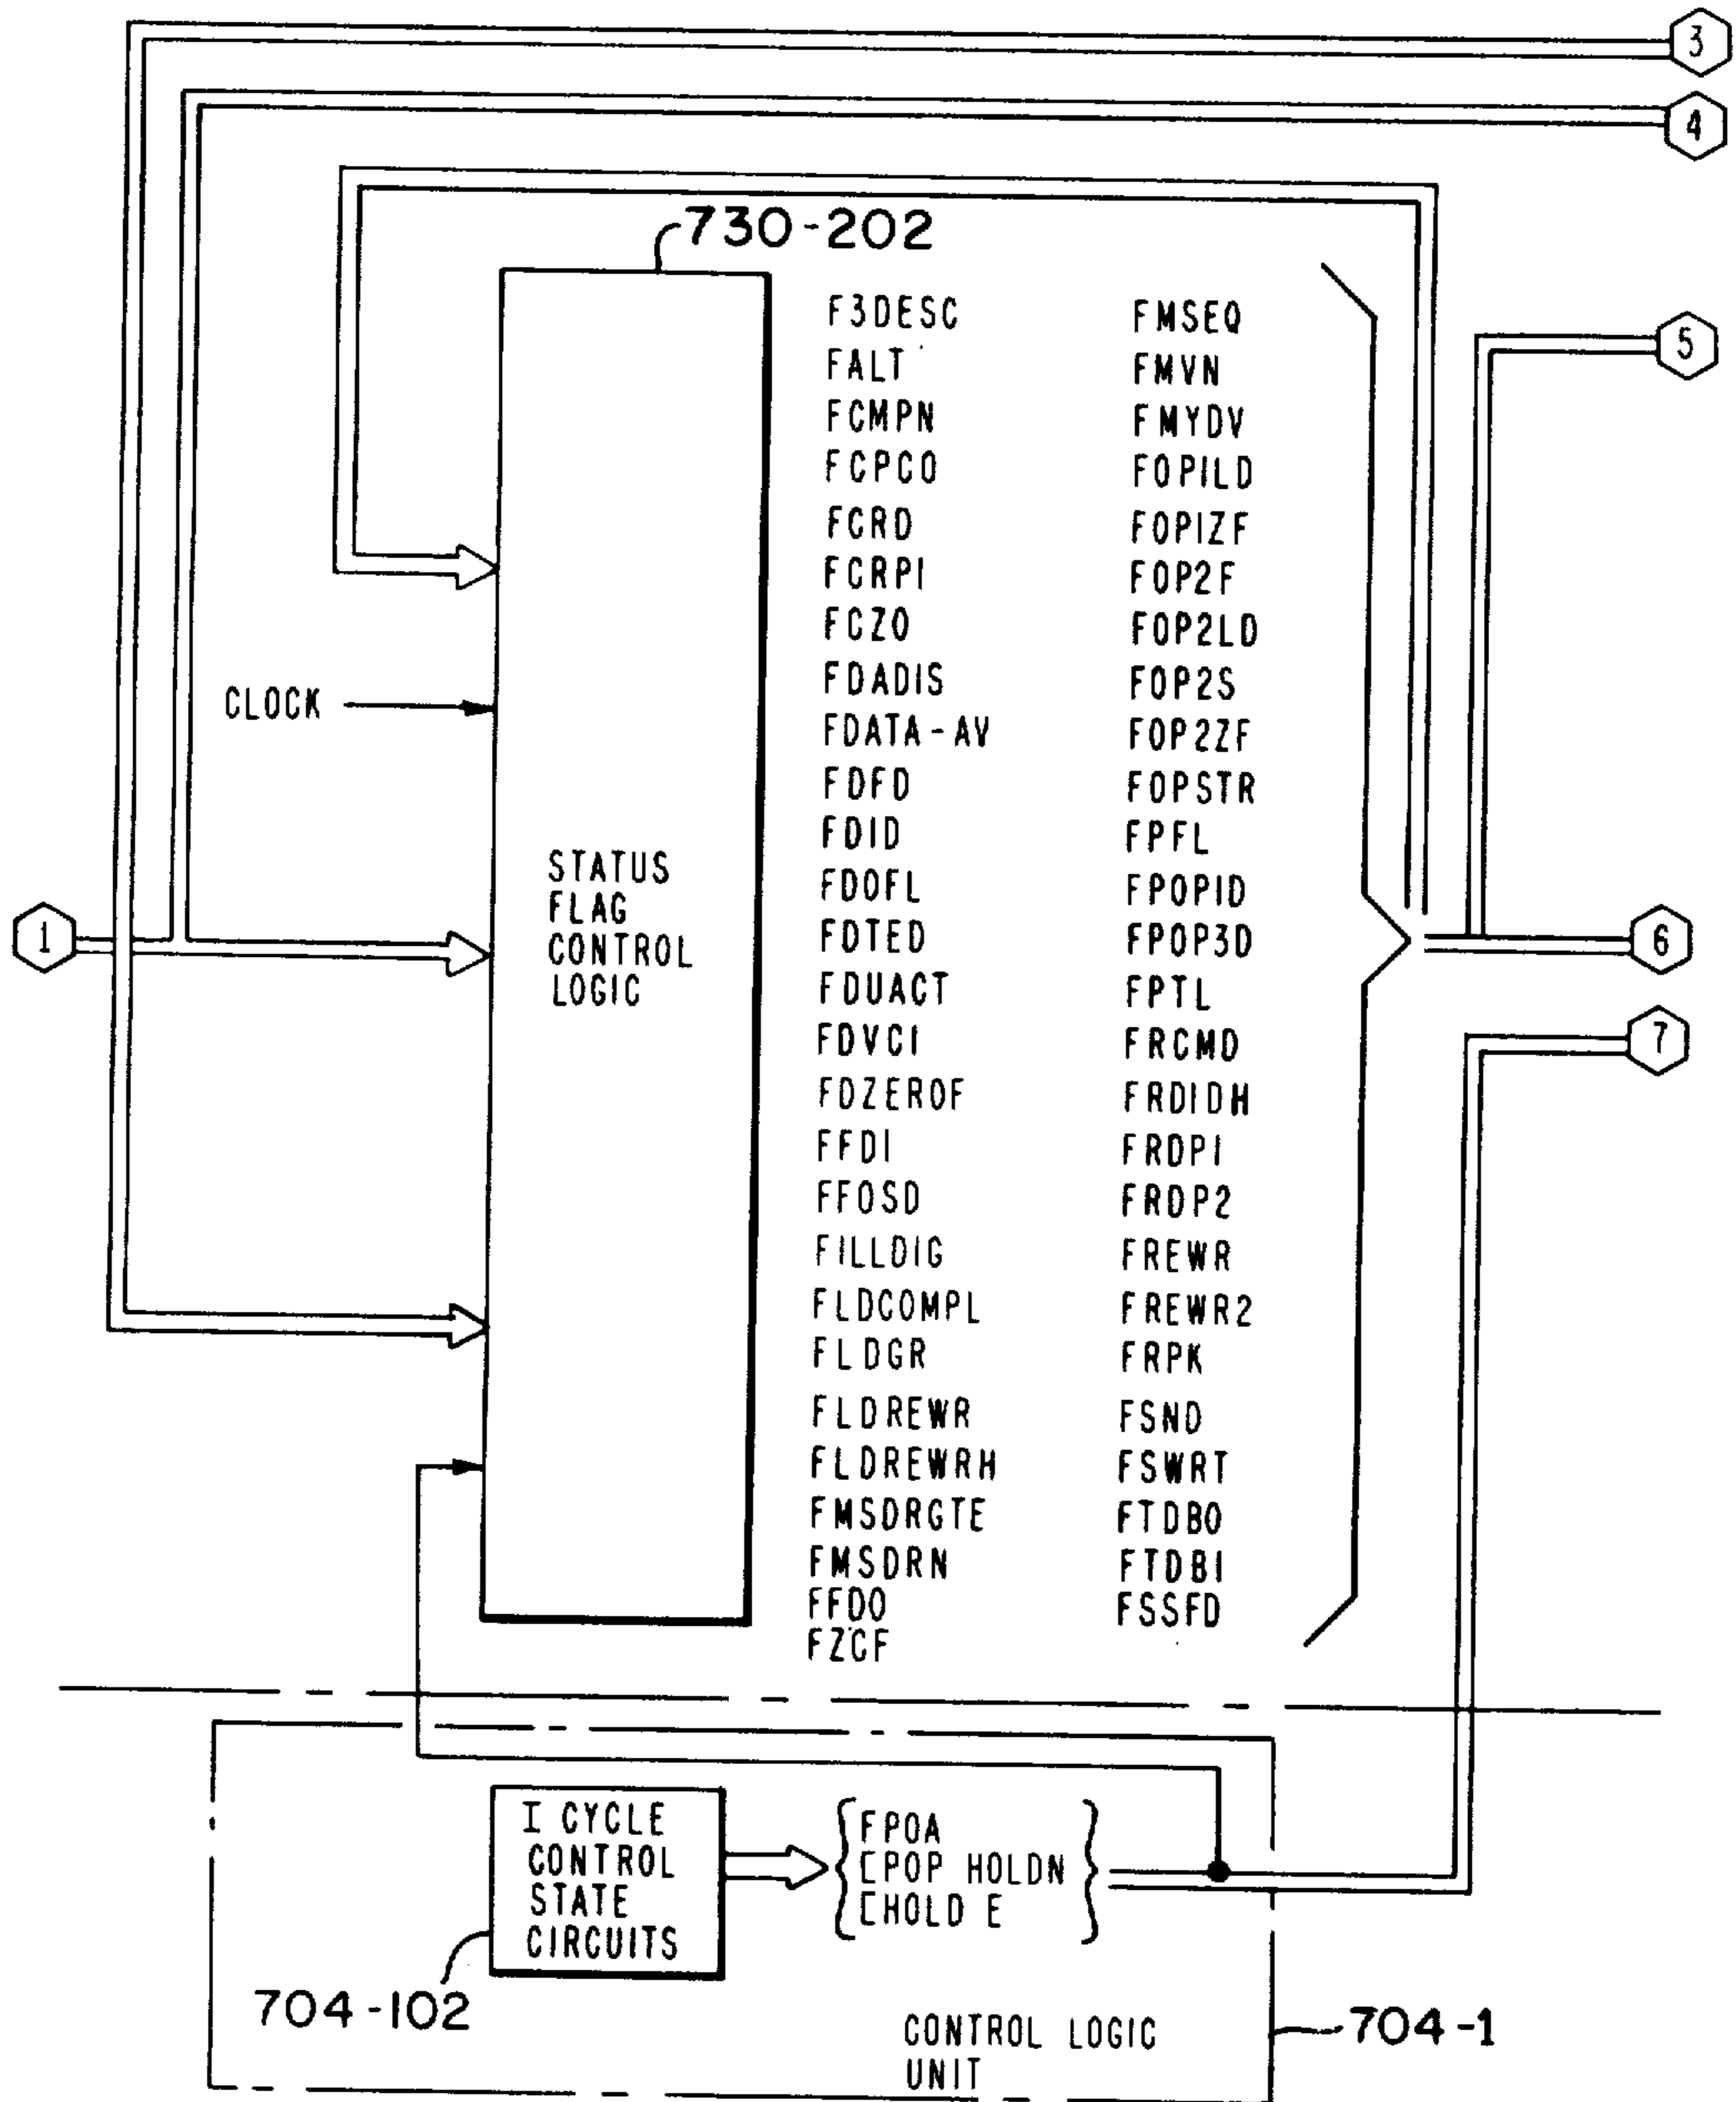 3
4
730-202
F3DESC FMSEQ
5
FALT FMVN
FCMPN FMYDV
FCPCO FOPILD
FCRD FOPIZF
FCRPI FOP2F
FCZO FOP2LD
FDADIS FOP2S
CLOCK
FDATA-AV FOP2ZF
FDFD FOPSTR
FDID FPFL
STATUS
FLAG
CONTROL
LOGIC
FDOFL FPOPID
1
FDTED FPOP3D
6
FDUACT FPTL
FDVCI FRCMD
7
FDZEROF FRDIDH
FFDI FRDPI
FFOSD FRDP2
FILLDIG FREWR
FLDCOMPL FREWR2
FLDGR FRPK
FLDREWR FSND
FLDREWRH FSWRT
FMSDRGTE FTDBO
FMSDRN FTDBI
FFDO FSSFD
FZCF
I CYCLE
CONTROL
STATE
CIRCUITS
FPOA
[POP HOLDN
[HOLD E
704-102
CONTROL LOGIC
UNIT
704-1